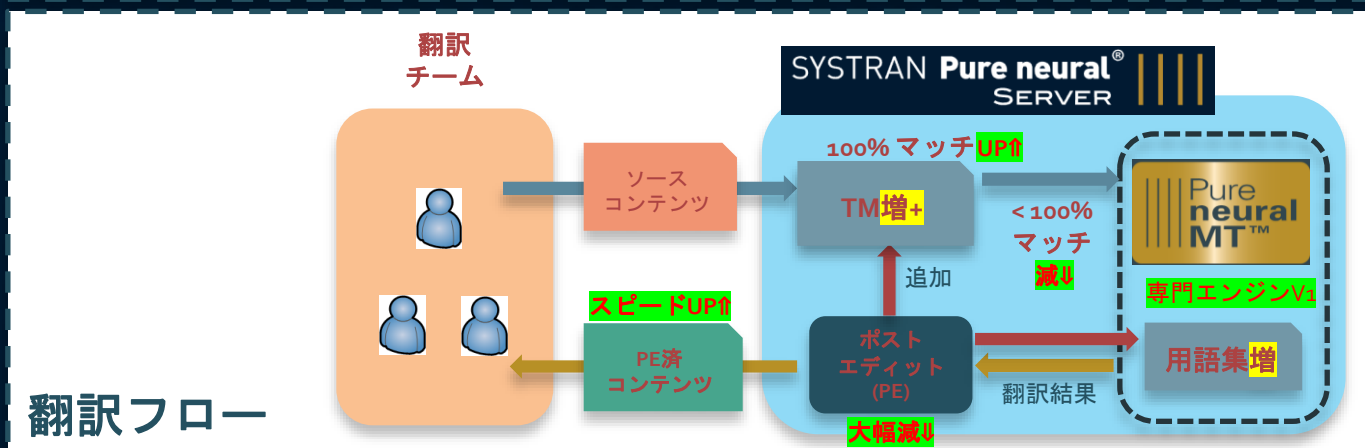 翻訳
チーム
SYSTRAN Pure neural®
SERVER
100% マッチUP⇑
ソース
コンテンツ
TM増+
< 100%
マッチ
減⇓
Pure
neural
MT™
追加
専門エンジンV1
スピードUP⇑
PE済
コンテンツ
ポスト
エディット
(PE)
用語集増
翻訳結果
大幅減⇓
翻訳フロー